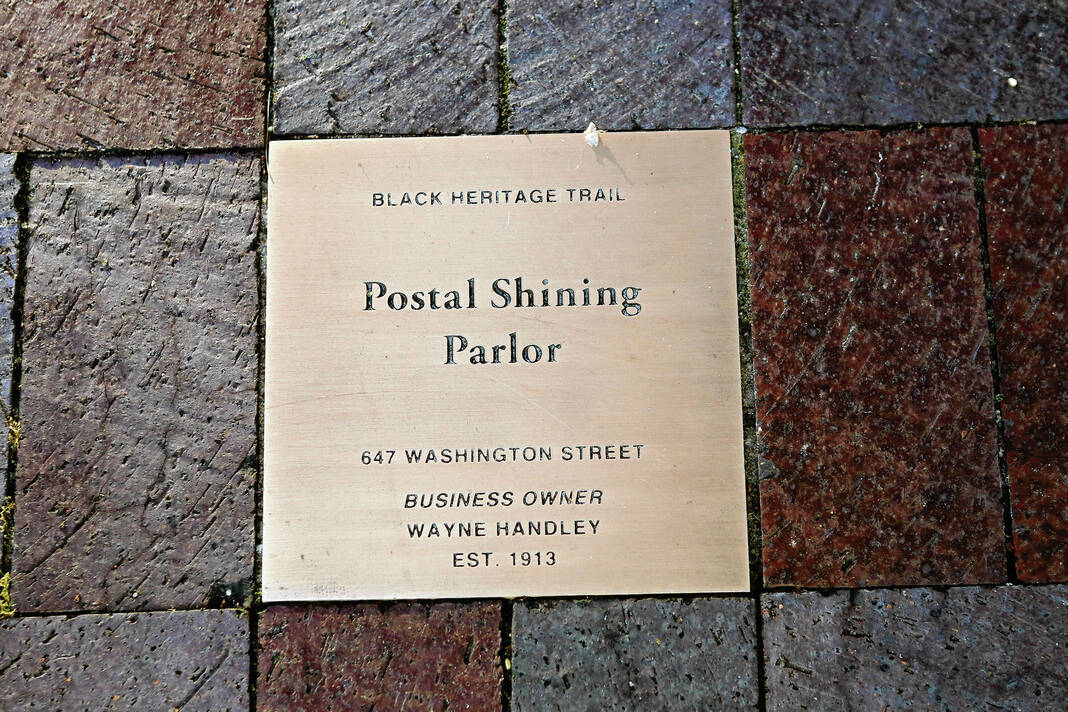 BLACK HERITAGE TRAIL
Postal Shining
Parlor
647 WASHINGTON STREET
BUSINESS OWNER
WAYNE HANDLEY
EST. 1913